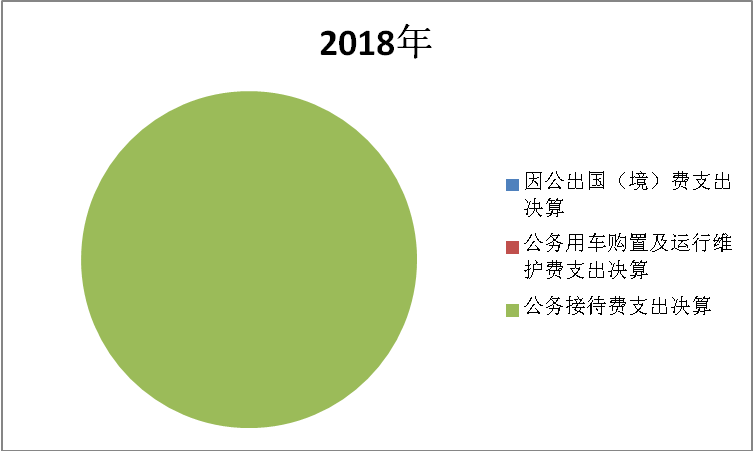 2018年
因公出国（境）费支出
决算
公务用车购置及运行维
护费支出决算
公务接待费支出决算